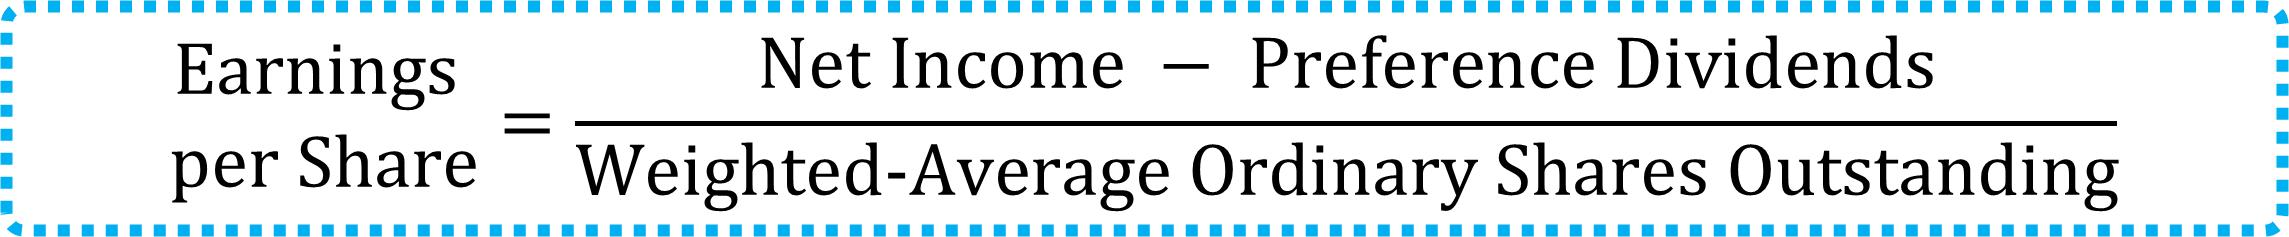 Earnings
per Share
=
Net Income − Preference Dividends
Weighted-Average Ordinary Shares Outstanding